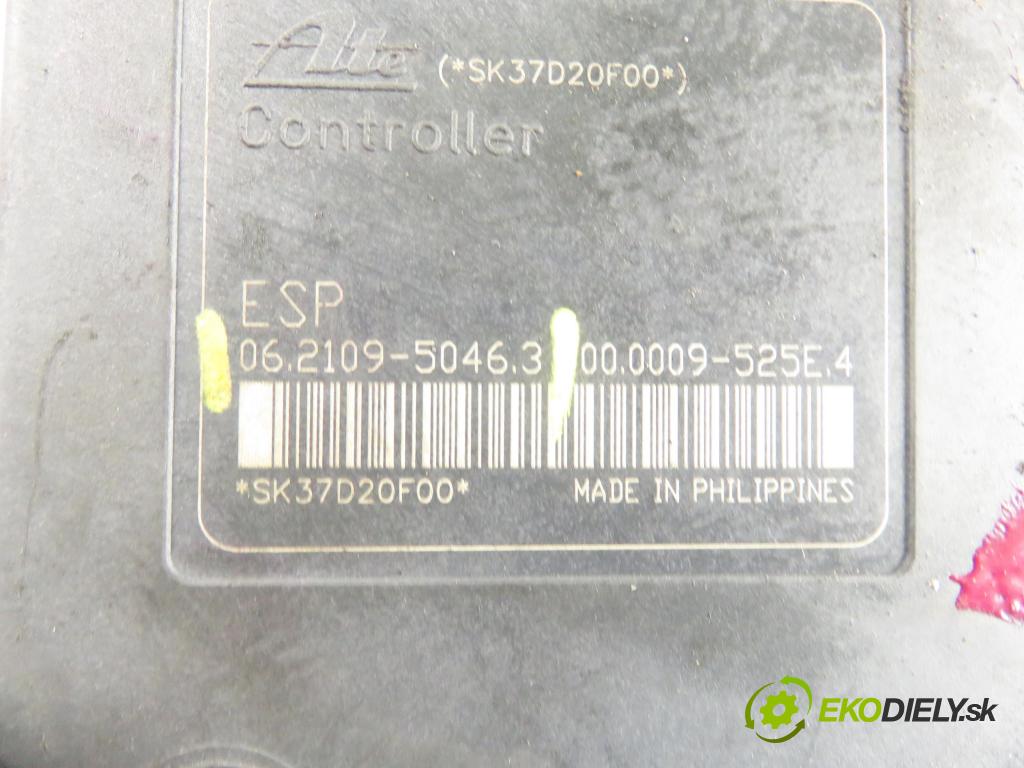 Ate (*SK37D20F00*)
Controller
ESP
06.2109-5046.3 00.0009-525E.4
*SK37D20F00* MADE IN PHILIPPINES
EKODIELY.sk